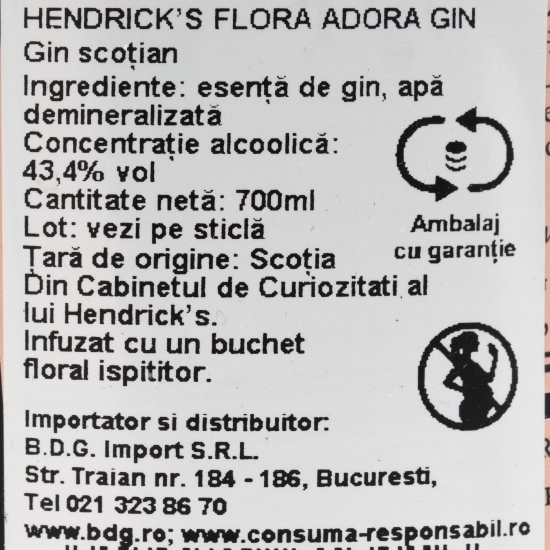 HENDRICK'S FLORA ADORA GIN
Gin scoțian
Ingrediente: esență de gin, apă
demineralizată
Concentrație alcoolică:
43,4% vol
Cantitate netă: 700ml
Lot: vezi pe sticlă
Țară de origine: Scoția
Din Cabinetul de Curiozitati al
lui Hendrick's.
Infuzat cu un buchet
floral ispititor.
Ambalaj
cu garanție
Importator si distribuitor:
B.D.G. Import S.R.L.
Str. Traian nr. 184 - 186, Bucuresti,
Tel 021 323 86 70
www.bdg.ro; www.consuma-responsabil.ro